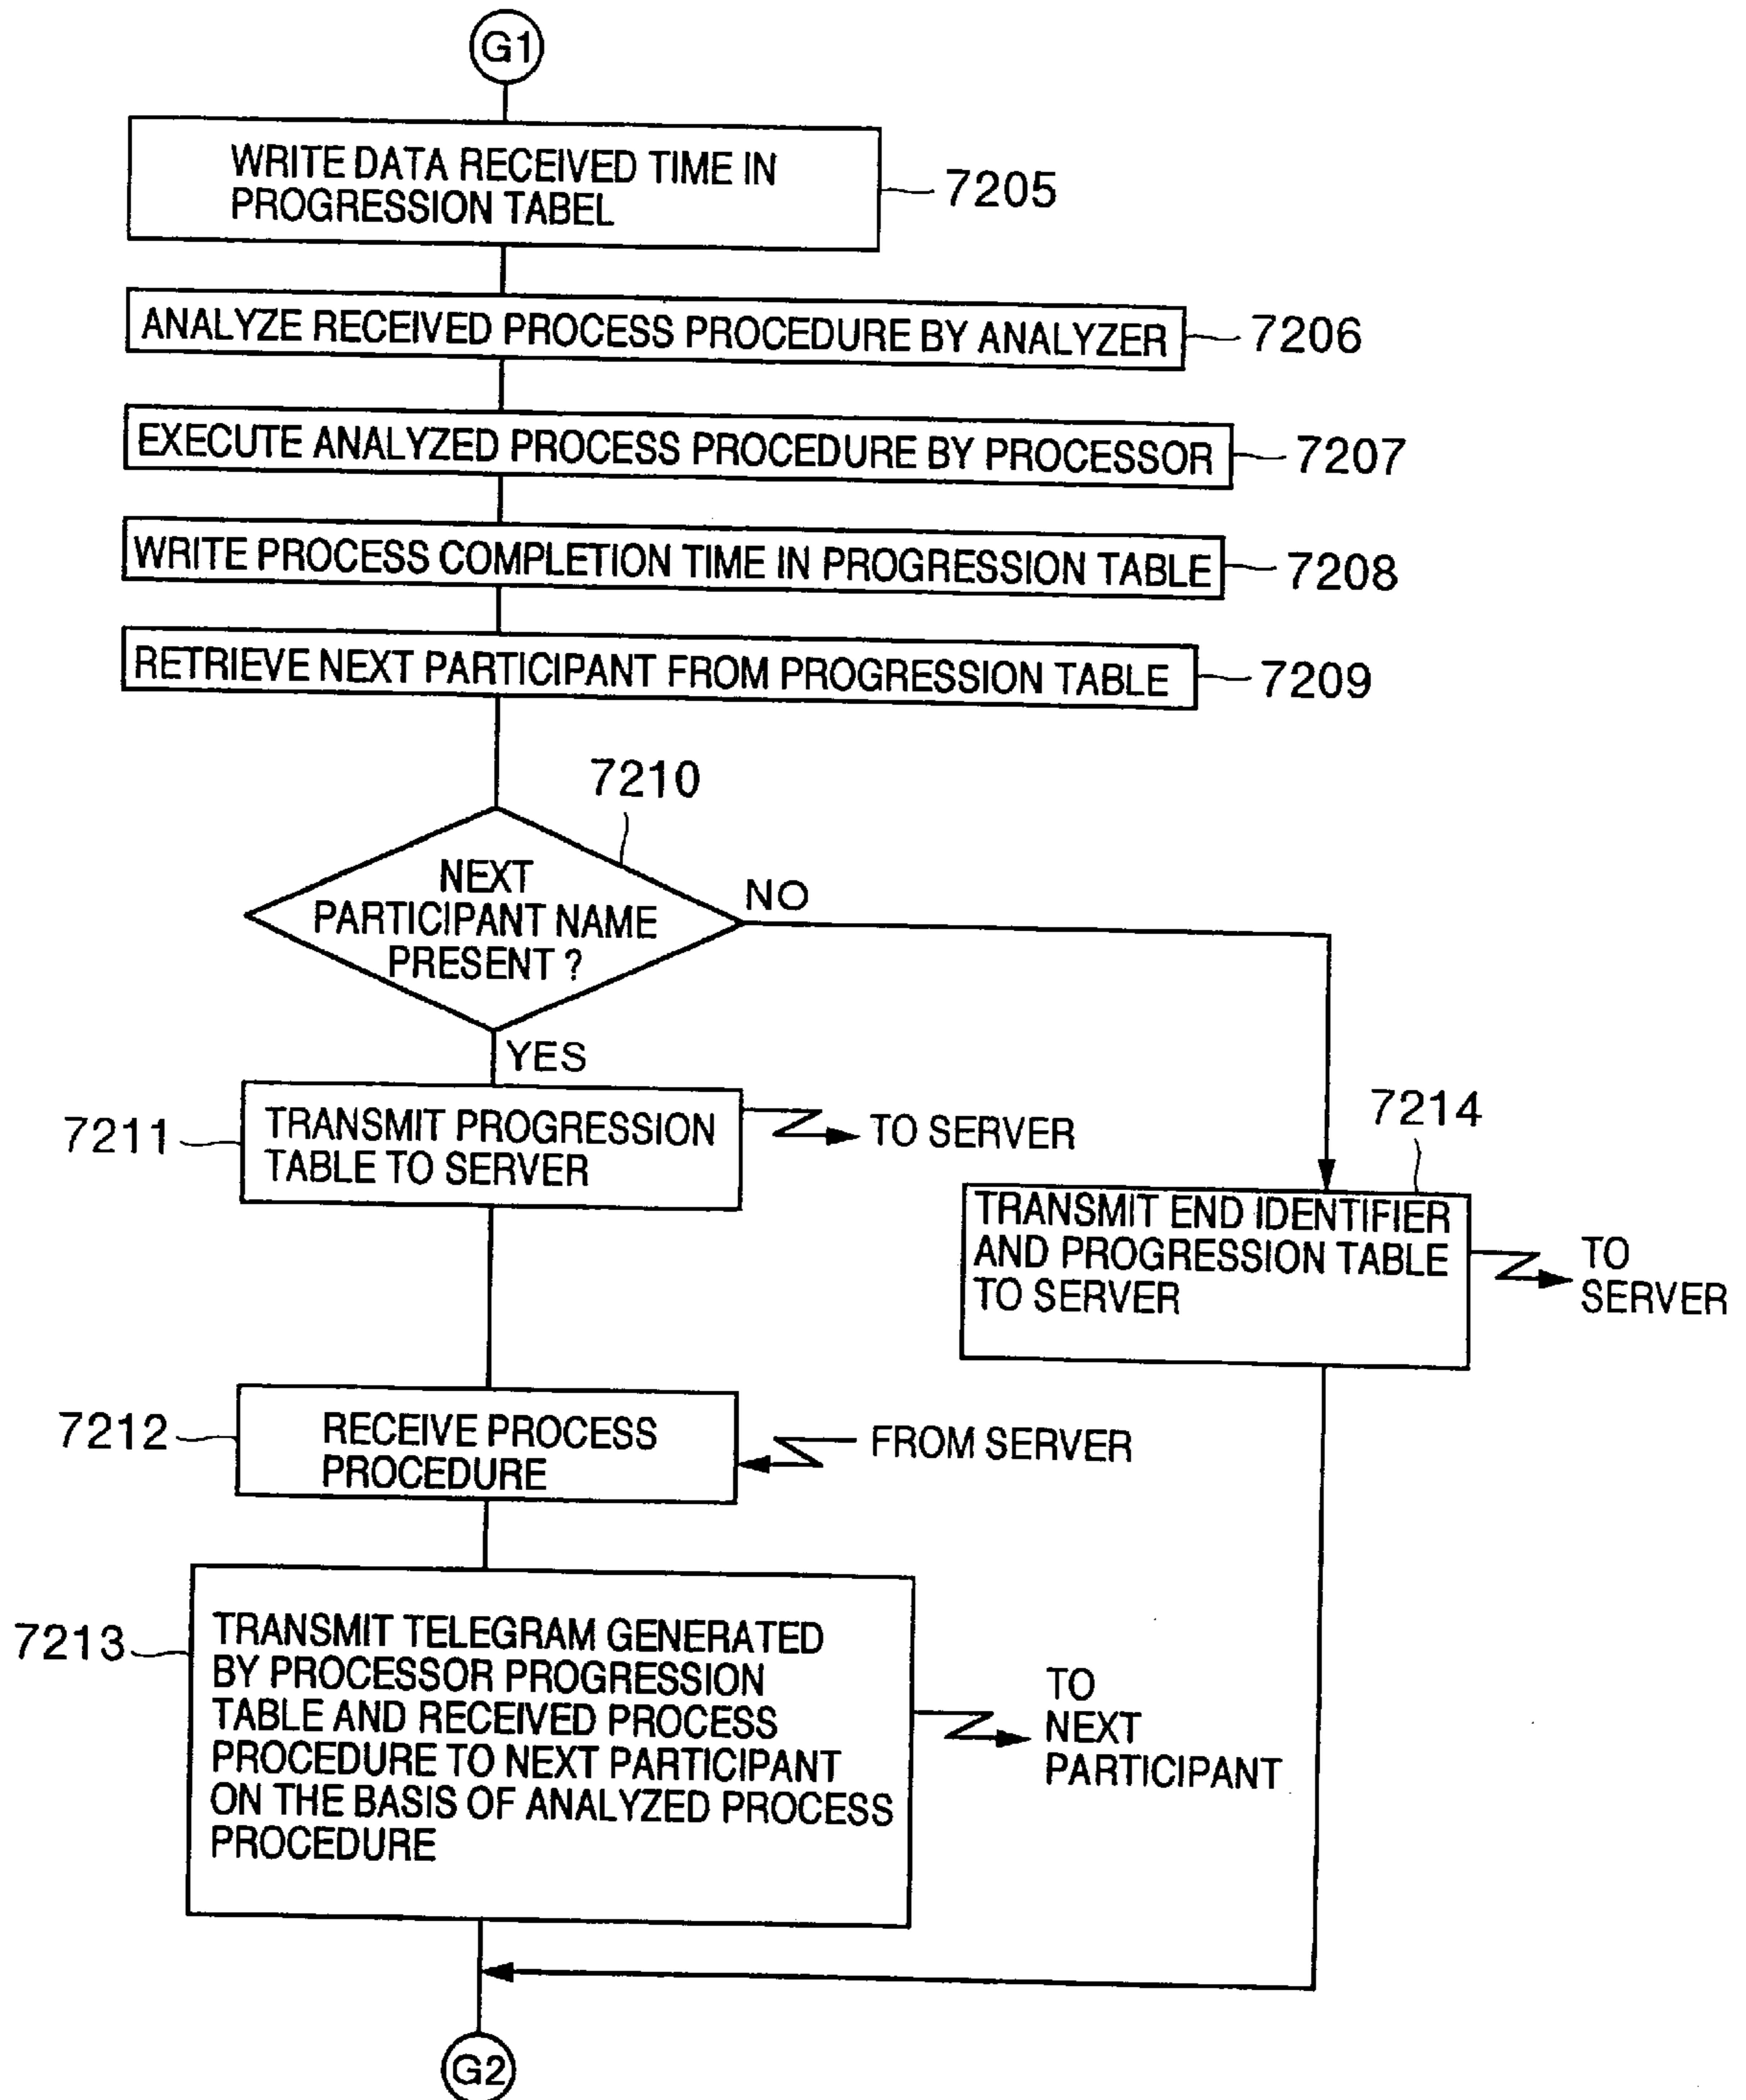 G1
WRITE DATA RECEIVED TIME IN
PROGRESSION TABEL
7205
ANALYZE RECEIVED PROCESS PROCEDURE BY ANALYZER
7206
EXECUTE ANALYZED PROCESS PROCEDURE BY PROCESSOR
7207
WRITE PROCESS COMPLETION TIME IN PROGRESSION TABLE
7208
RETRIEVE NEXT PARTICIPANT FROM PROGRESSION TABLE
7209
7210
NEXT
PARTICIPANT NAME
PRESENT ?
NO
YES
7211
TRANSMIT PROGRESSION
TABLE TO SERVER
TO SERVER
7214
TRANSMIT END IDENTIFIER
AND PROGRESSION TABLE
TO SERVER
TO
SERVER
7212
RECEIVE PROCESS
PROCEDURE
FROM SERVER
7213
TRANSMIT TELEGRAM GENERATED
BY PROCESSOR PROGRESSION
TABLE AND RECEIVED PROCESS
PROCEDURE TO NEXT PARTICIPANT
ON THE BASIS OF ANALYZED PROCESS
PROCEDURE
TO
NEXT
PARTICIPANT
G2